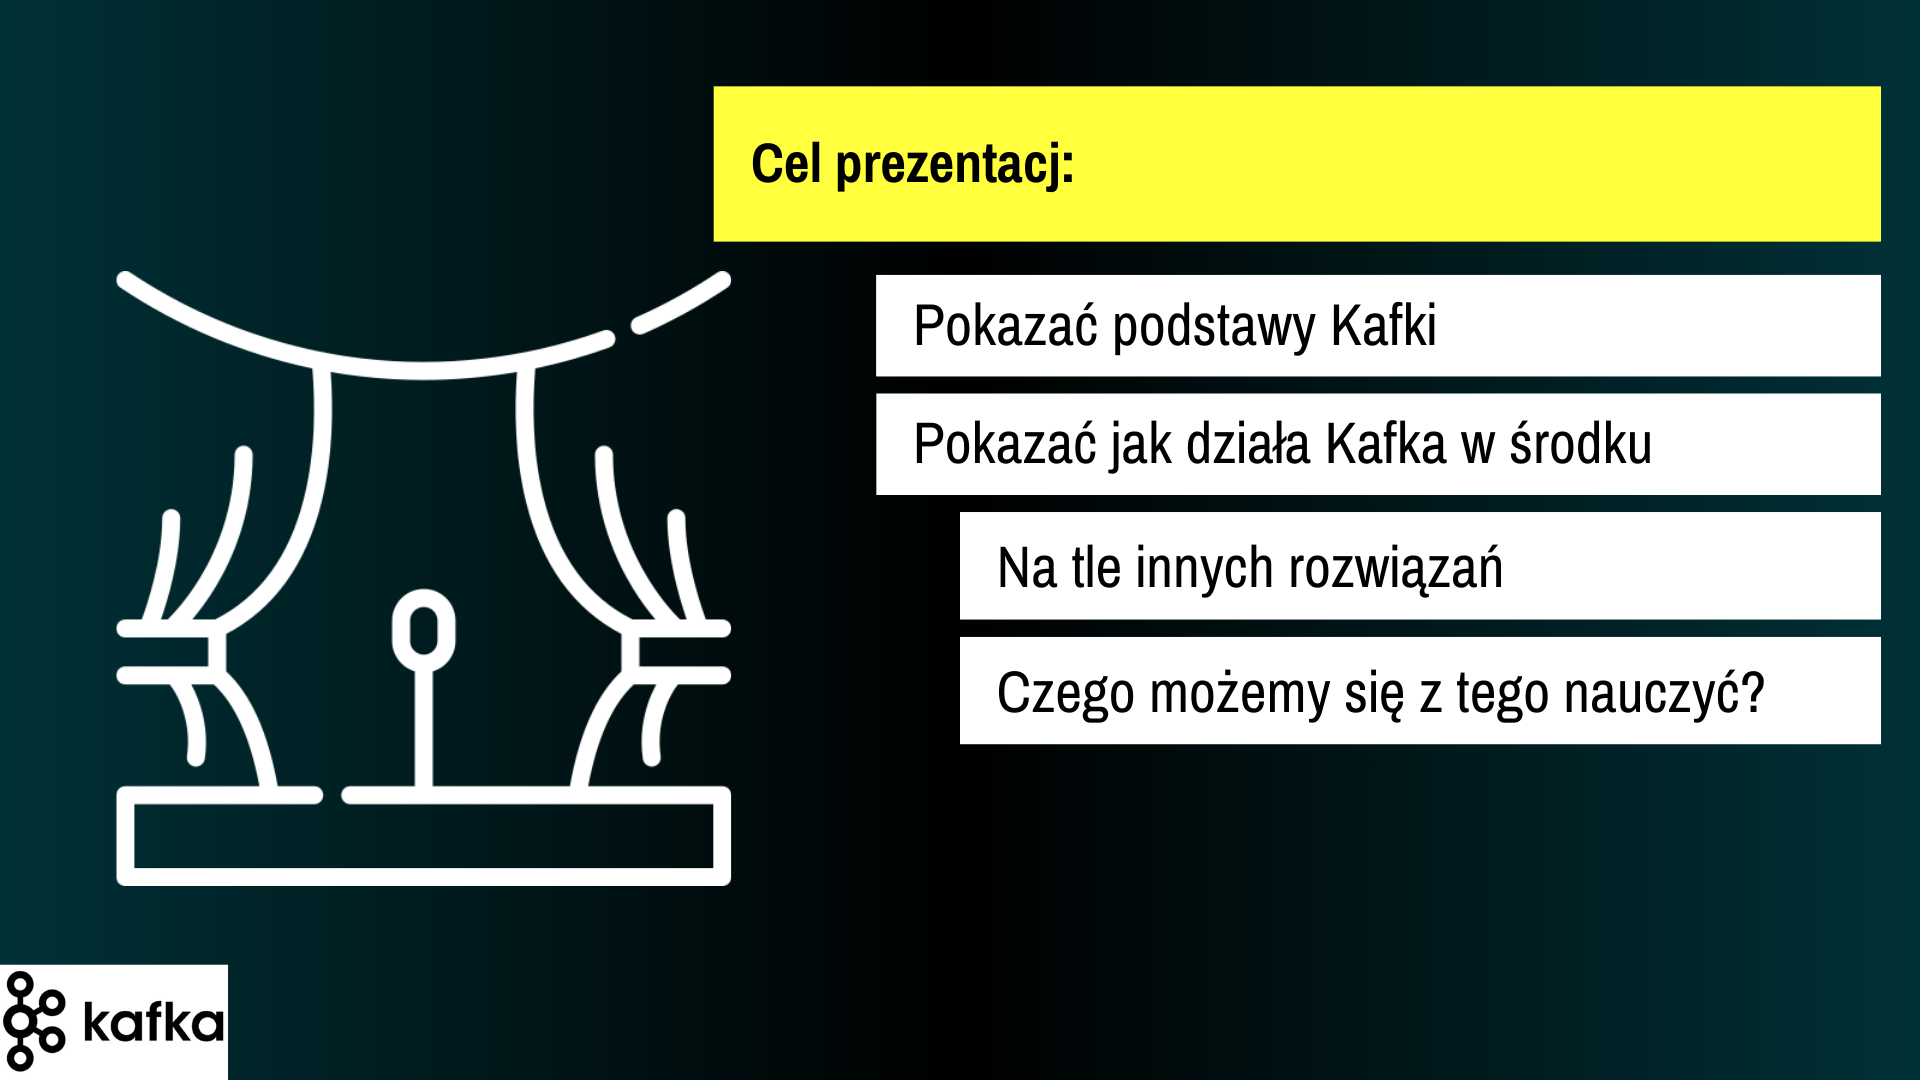 Cel prezentacj:
Pokazać podstawy Kafki
Pokazać jak działa Kafka w środku
Na tle innych rozwiązań
Czego możemy się z tego nauczyć?
kafka